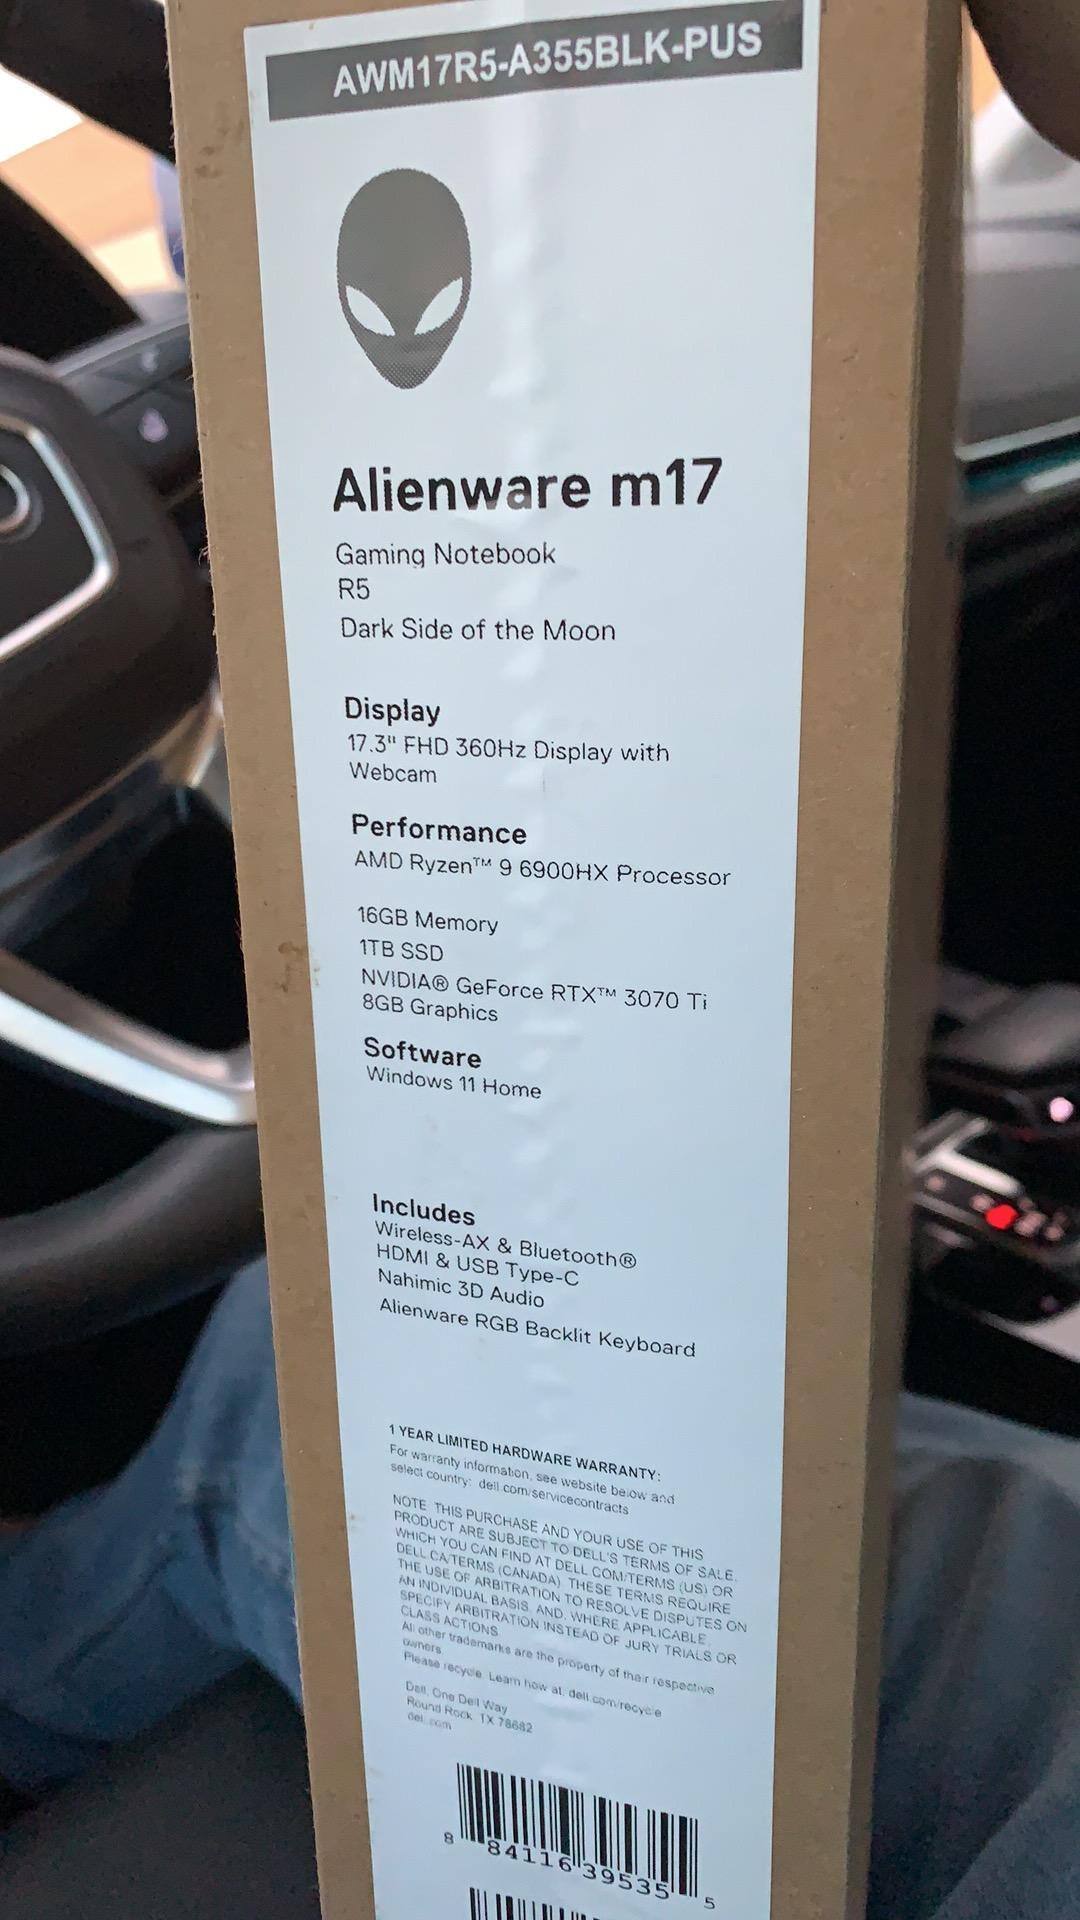 AWM17R5-A355BLK-PUS
Alienware m17
Gaming Notebook
R5
Dark Side of the Moon
Display
17.3" FHD 360Hz Display with
Webcam
Performance
AMD Ryzen™ 9 6900HX Processor
16GB Memory
1TB SSD
NVIDIA® GeForce RTX™ 3070 Ti
8GB Graphics
Software
Windows 11 Home
Includes
Wireless-AX & Bluetooth®
HDMI & USB Type-C
Nahimic 3D Audio
Alienware RGB Backlit Keyboard
1 YEAR LIMITED HARDWARE WARRANTY:
For warranty information, see website below and
select country: dell.com/servicecontracts
NOTE THIS PURCHASE AND YOUR USE OF THIS
PRODUCT ARE SUBJECT TO DELL'S TERMS OF SALE,
WHICH YOU CAN FIND AT DELL.COM/TERMS (US) OR
DELL.CA/TERMS (CANADA). THESE TERMS REQUIRE
THE USE OF ARBITRATION TO RESOLVE DISPUTES ON
AN INDIVIDUAL BASIS, AND, WHERE APPLICABLE,
SPECIFY ARBITRATION INSTEAD OF JURY TRIALS OR
CLASS ACTIONS
All other trademarks are the property of their respective
owners
Please recycle. Learn how at: dell.com/recycle
Dell, One Dell Way
Round Rock, TX 78682
dell.com
8 84116 39535 5